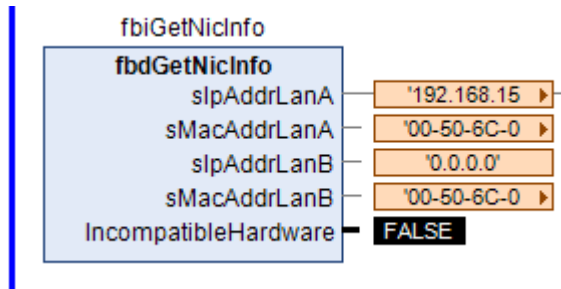 fbiGetNicInfo
fbdGetNicInfo
sIpAddrLanA '192.168.15
sMacAddrLanA '00-50-6C-0
sIpAddrLanB '0.0.0.0'
sMacAddrLanB '00-50-6C-0
IncompatibleHardware FALSE